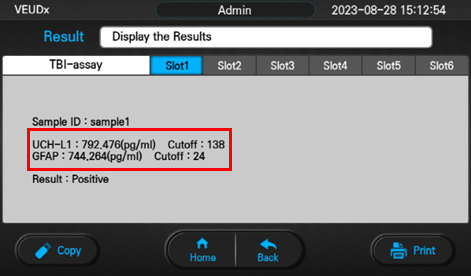 VEUDx Admin 2023-08-28 15:12:54
Result Display the Results
TBI-assay Slot1 Slot2 Slot3 Slot4 Slot5 Slot6
Sample ID : sample1
UCH-L1 : 792.476(pg/ml) Cutoff : 138
GFAP : 744.264(pg/ml) Cutoff : 24
Result : Positive
Copy Home Back Print